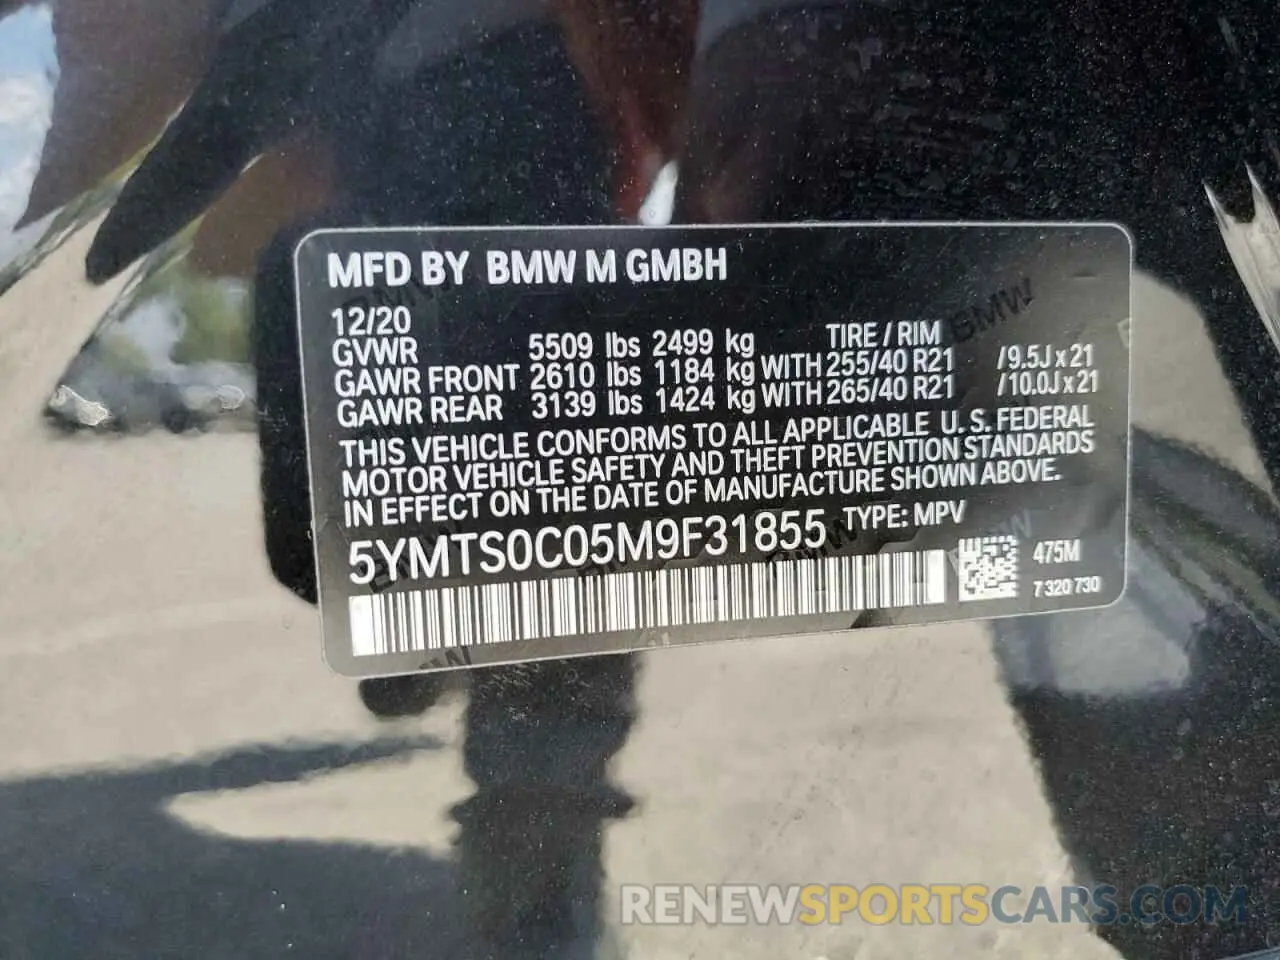 MFD BY BMW M GMBH
12/20
GVWR 5509 lbs 2499 kg TIRE / RIM
GAWR FRONT 2610 lbs 1184 kg WITH 255/40 R21 /9.5J x 21
GAWR REAR 3139 lbs 1424 kg WITH 265/40 R21 /10.0J x 21
THIS VEHICLE CONFORMS TO ALL APPLICABLE U.S. FEDERAL
MOTOR VEHICLE SAFETY AND THEFT PREVENTION STANDARDS
IN EFFECT ON THE DATE OF MANUFACTURE SHOWN ABOVE.
5YMTS0C05M9F31855 TYPE: MPV
475M
7 320 730
RENEWSPORTSCARS.COM